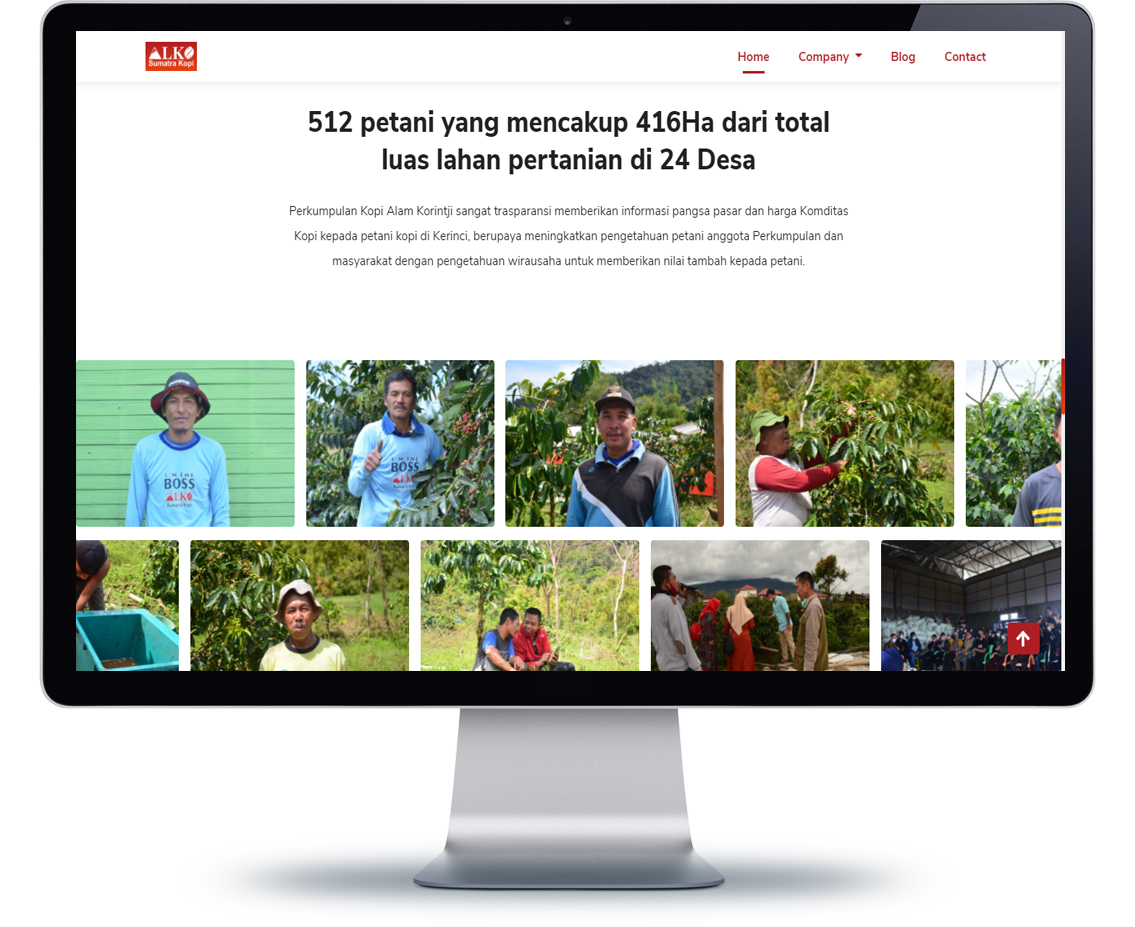 ALKO
Sumatra Kopi
Home Company Blog Contact
512 petani yang mencakup 416Ha dari total
luas lahan pertanian di 24 Desa
Perkumpulan Kopi Alam Korintji sangat trasparansi memberikan informasi pangsa pasar dan harga Komditas
Kopi kepada petani kopi di Kerinci, berupaya meningkatkan pengetahuan petani anggota Perkumpulan dan
masyarakat dengan pengetahuan wirausaha untuk memberikan nilai tambah kepada petani.
I'M THE
BOSS
ALKO
Sumatra Kopi
I'M THE
BOSS
ALKO
Sumatra Kopi